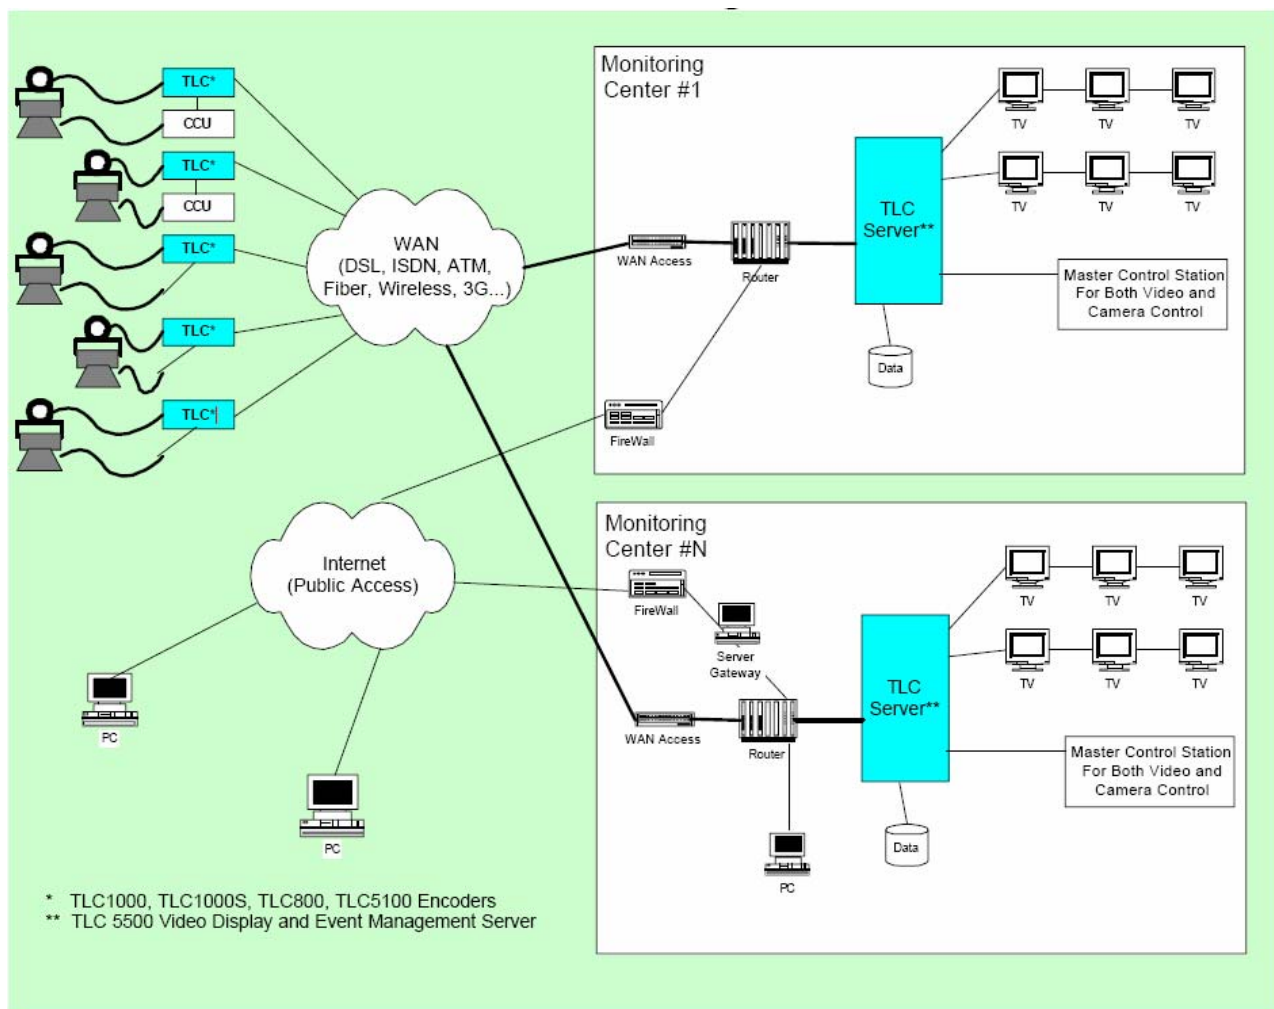 TLC*
CCU
TLC*
CCU
TLC*
TLC*
TLC*
WAN
(DSL, ISDN, ATM,
Fiber, Wireless, 3G...)
Internet
(Public Access)
PC
PC
Monitoring
Center #1
WAN Access
Router
FireWall
TLC
Server**
Data
TV
TV
TV
TV
TV
TV
Master Control Station
For Both Video and
Camera Control
Monitoring
Center #N
FireWall
Server
Gateway
WAN Access
Router
PC
TLC
Server**
Data
TV
TV
TV
TV
TV
TV
Master Control Station
For Both Video and
Camera Control
* TLC1000, TLC1000S, TLC800, TLC5100 Encoders
** TLC 5500 Video Display and Event Management Server